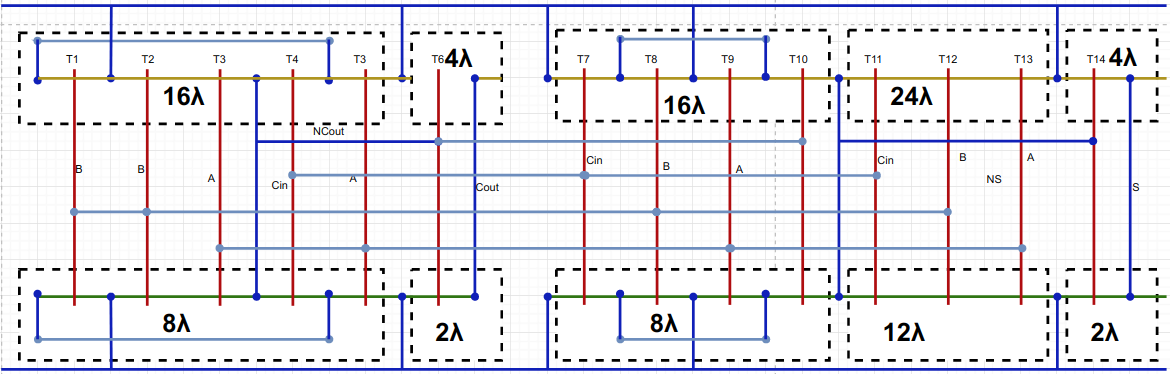 T1 T2 T3 T4 T3 T6 4λ T7 T8 T9 T10 T11 T12 T13 T14 4λ
16λ 16λ 24λ
NCout
B B A Cin A Cout Cin B A Cin B A NS S
8λ 2λ 8λ 12λ 2λ